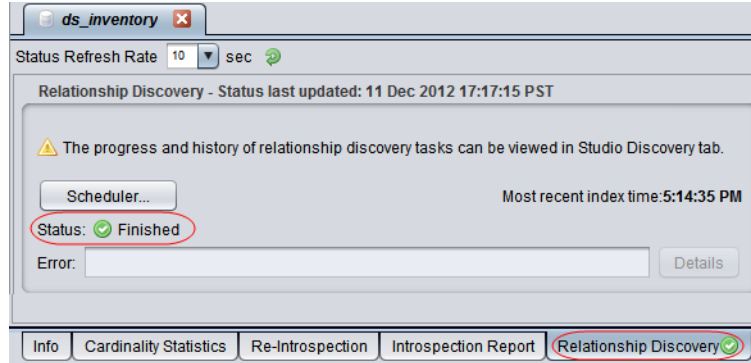 ds_inventory
Status Refresh Rate 10 sec
Relationship Discovery - Status last updated: 11 Dec 2012 17:17:15 PST
The progress and history of relationship discovery tasks can be viewed in Studio Discovery tab.
Scheduler... Most recent index time:5:14:35 PM
Status: Finished
Error: Details
Info Cardinality Statistics Re-Introspection Introspection Report Relationship Discovery